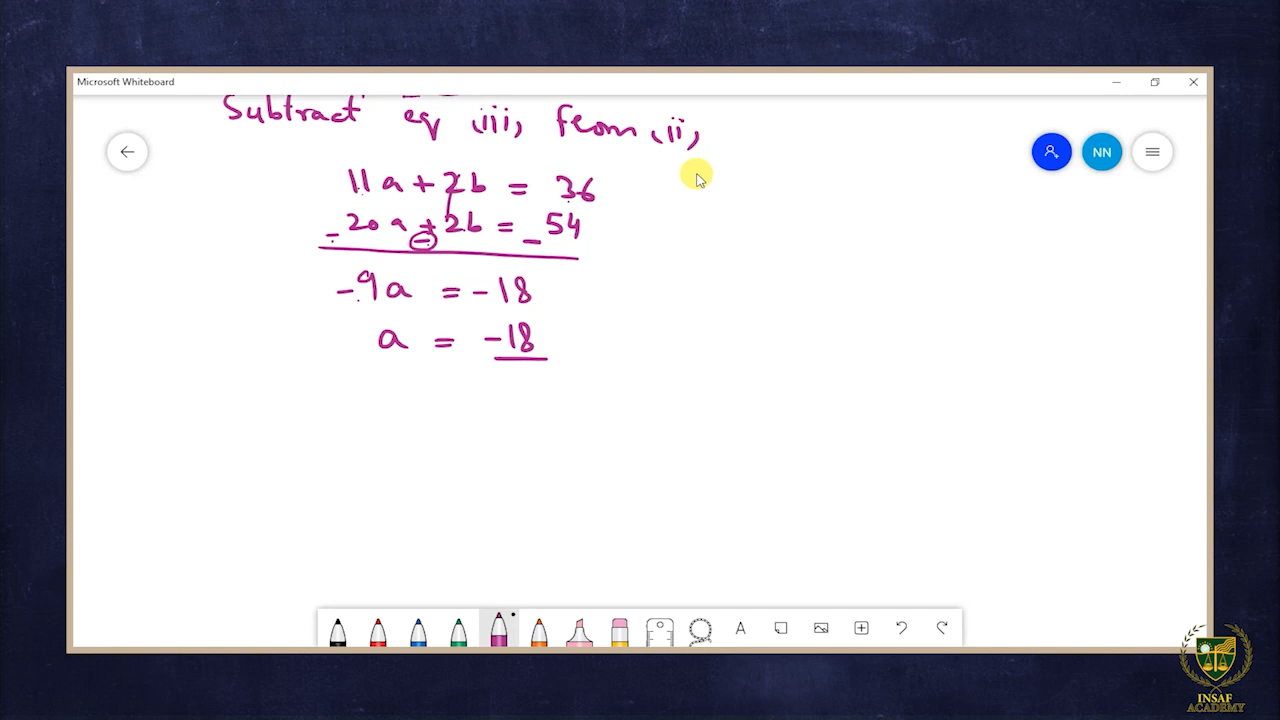 Microsoft Whiteboard
Subtract eq (iii) from (ii)
NN
11a + 2b = 36
- 20a + 2b = - 54
-
- 9a = - 18
a = - 18
A
INSAF
ACADEMY